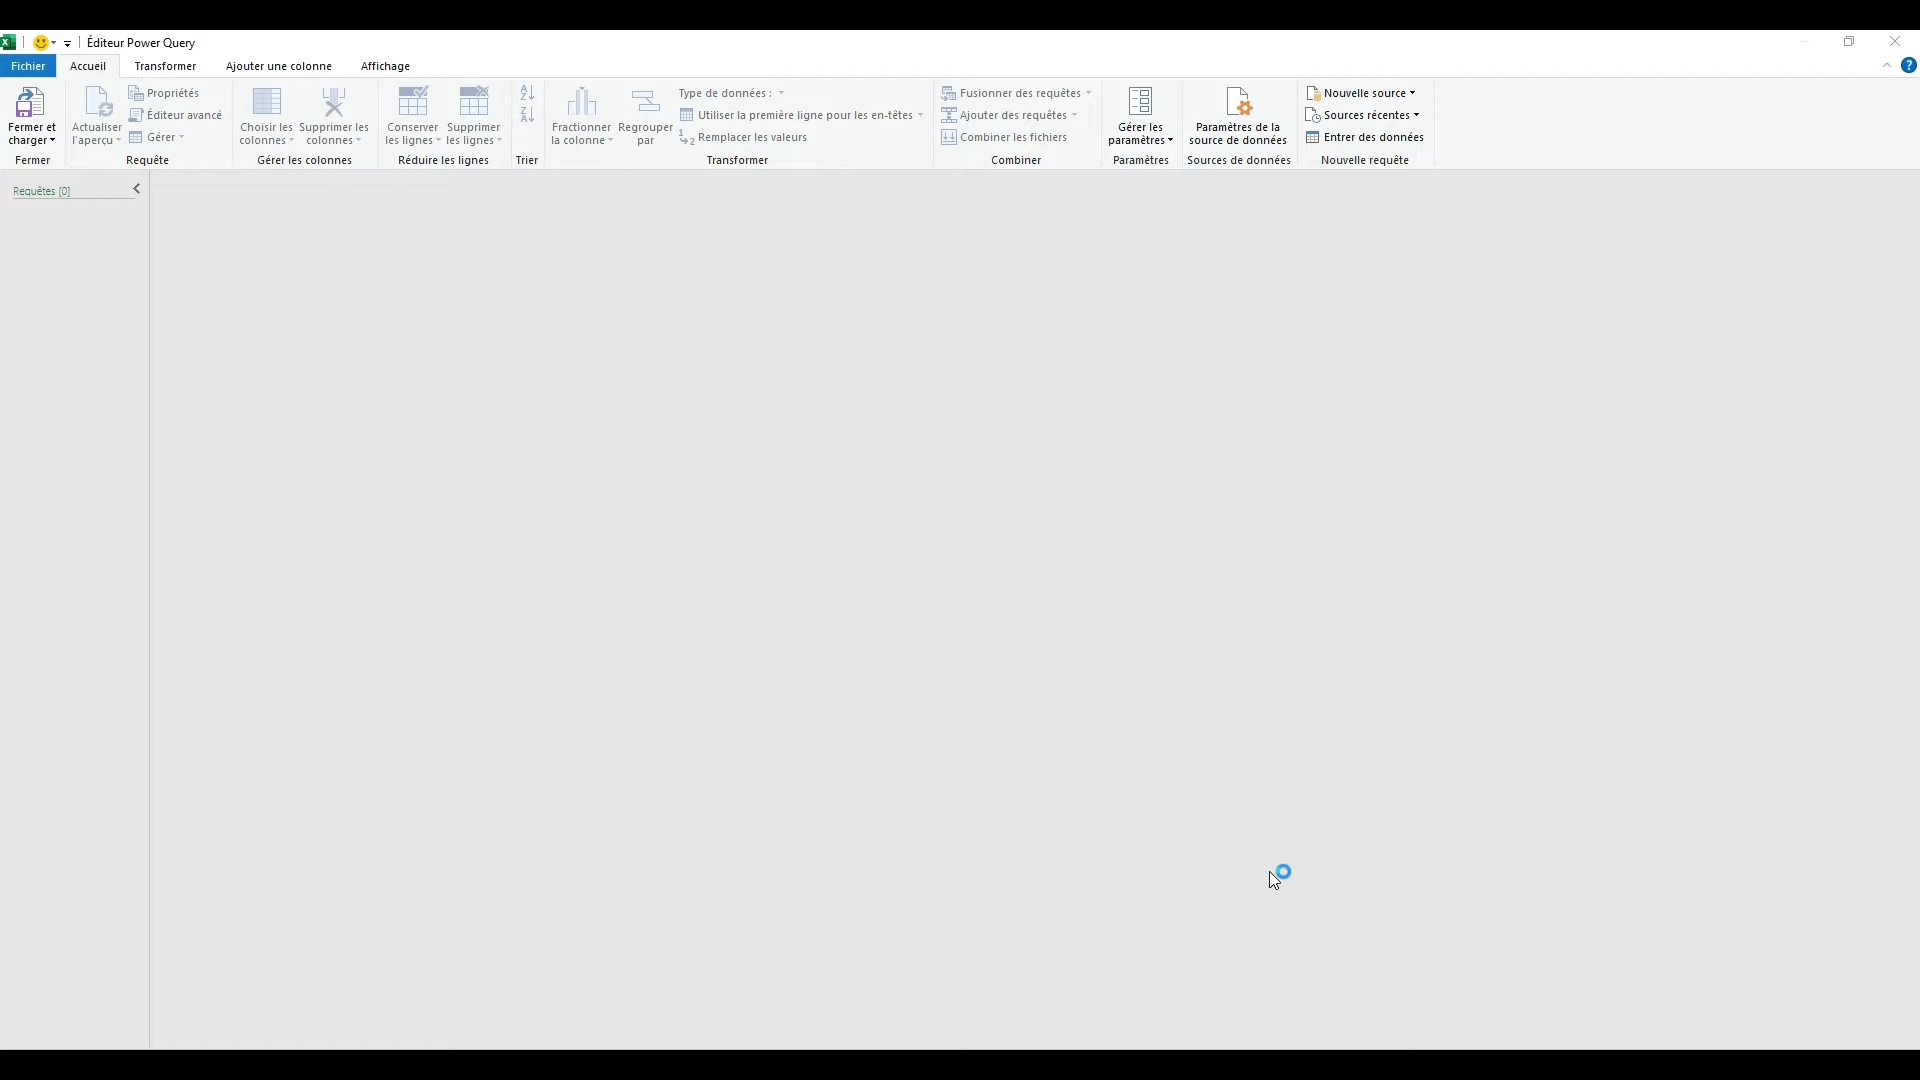 Éditeur Power Query
Fichier
Accueil
Transformer
Ajouter une colonne
Affichage
?
Fermer et
charger
Fermer
Actualiser
l'aperçu
Propriétés
Éditeur avancé
Gérer
Requête
Choisir les
colonnes
Supprimer les
colonnes
Gérer les colonnes
Conserver
les lignes
Supprimer
les lignes
Réduire les lignes
Trier
Fractionner
la colonne
Regrouper
par
Type de données :
Utiliser la première ligne pour les en-têtes
Remplacer les valeurs
Transformer
Fusionner des requêtes
Ajouter des requêtes
Combiner les fichiers
Combiner
Gérer les
paramètres
Paramètres
Paramètres de la
source de données
Sources de données
Nouvelle source
Sources récentes
Entrer des données
Nouvelle requête
Requêtes [0]